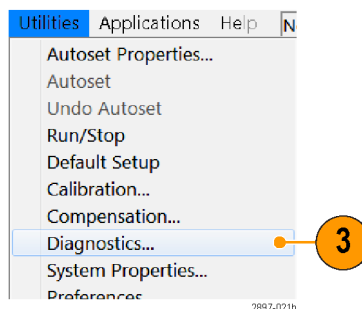 Utilities Applications Help
Autoset Properties...
Autoset
Undo Autoset
Run/Stop
Default Setup
Calibration...
Compensation...
Diagnostics...
3
System Properties...
Preferences
2897-021b